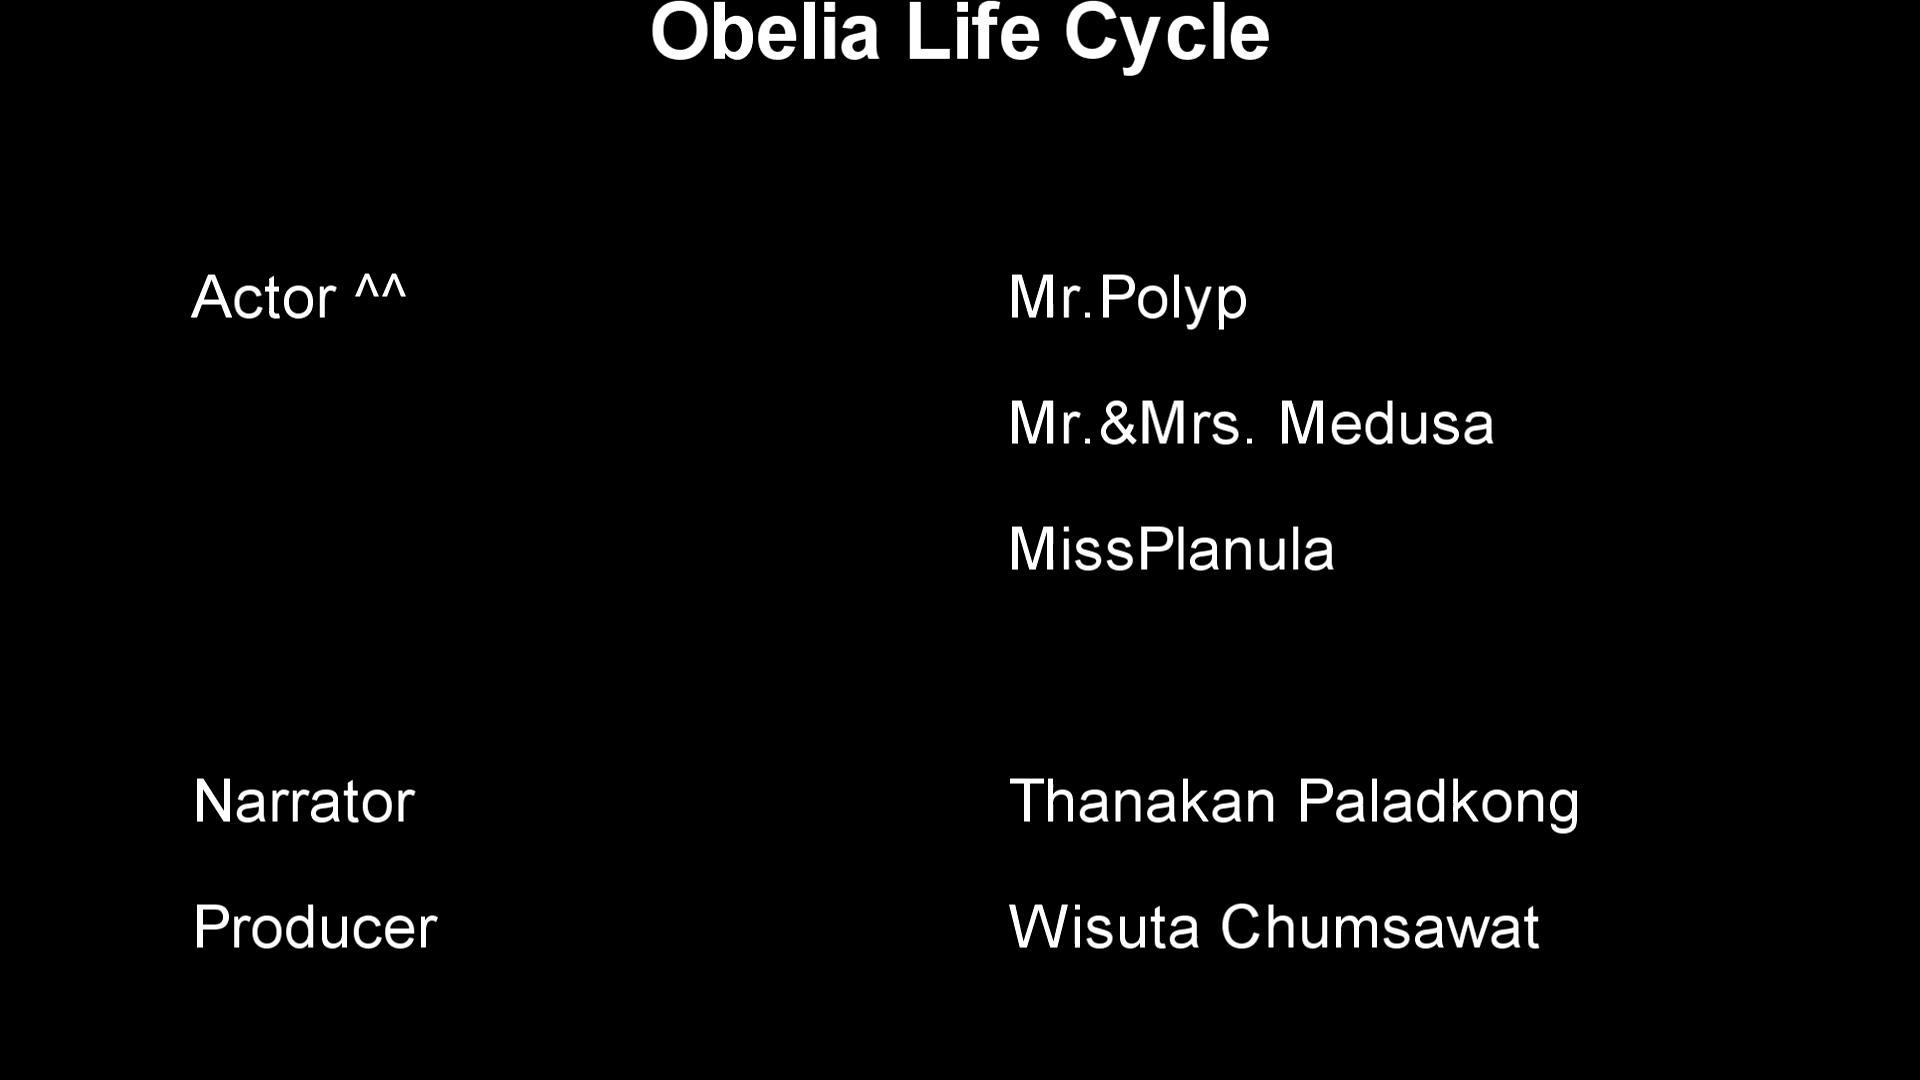 Obelia Life Cycle
Actor ^^ Mr.Polyp
Mr.&Mrs. Medusa
MissPlanula
Narrator Thanakan Paladkong
Producer Wisuta Chumsawat